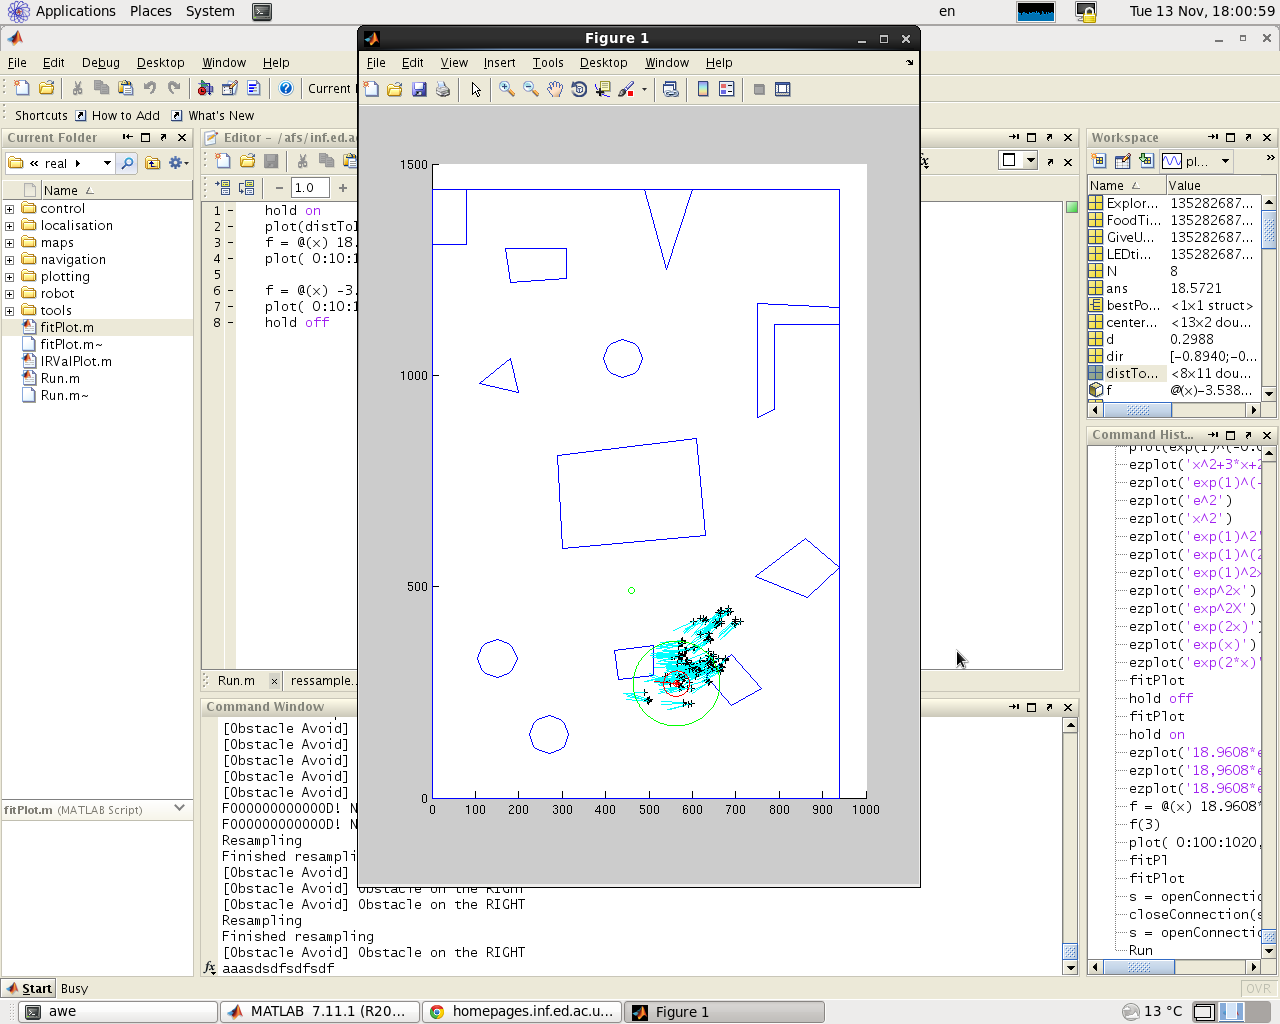 Applications Places System en Tue 13 Nov, 18:00:59
Figure 1
File Edit Debug Desktop Window Help
File Edit View Insert Tools Desktop Window Help
Current
Shortcuts How to Add What's New
Current Folder
Editor - /afs/inf.ed.ac
Workspace
« real
1.0
pl...
Name
Name Value
control
localisation
maps
navigation
plotting
robot
tools
fitPlot.m
fitPlot.m~
IRValPlot.m
Run.m
Run.m~
1 - hold on
2 - plot(distTo
3 - f = @(x) 18.
4 - plot( 0:10:1
5
6 - f = @(x) -3.
7 - plot( 0:10:1
8 - hold off
1500
1000
500
0
0 100 200 300 400 500 600 700 800 900 1000
Explor... 135282687...
FoodTi... 135282687...
GiveU... 135282687...
LEDti... 135282687...
N 8
ans 18.5721
bestPo... <1x1 struct>
center... <13x2 dou...
d 0.2988
dir [-0.8940;-0...
distTo... <8x11 dou...
f @(x)-3.538...
Command Hist...
ezplot('x^2+3*x+2
ezplot('exp(1)^(-
ezplot('e^2')
ezplot('x^2')
ezplot('exp(1)^2'
ezplot('exp(1)^(2
ezplot('exp(1)^2x
ezplot('exp^2x')
ezplot('exp^2X')
ezplot('exp(2x)')
ezplot('exp(x)')
ezplot('exp(2*x)'
fitPlot
hold off
fitPlot
hold on
ezplot('18.9608*e
ezplot('18,9608*e
ezplot('18.9608*e
f = @(x) 18.9608*
f(3)
plot( 0:100:1020,
fitPl
fitPlot
s = openConnectio
closeConnection(s
s = openConnectio
Run
Run.m ressample.
Command Window
[Obstacle Avoid]
[Obstacle Avoid]
[Obstacle Avoid]
[Obstacle Avoid]
[Obstacle Avoid]
Resampling
Finished resampli
[Obstacle Avoid]
[Obstacle Avoid] Obstacle on the RIGHT
[Obstacle Avoid] Obstacle on the RIGHT
Resampling
Finished resampling
[Obstacle Avoid] Obstacle on the RIGHT
fx aaasdsdfsdfsdf
fitPlot.m (MATLAB Script)
Start Busy OVR
awe MATLAB 7.11.1 (R20... homepages.inf.ed.ac.u... Figure 1 13 °C